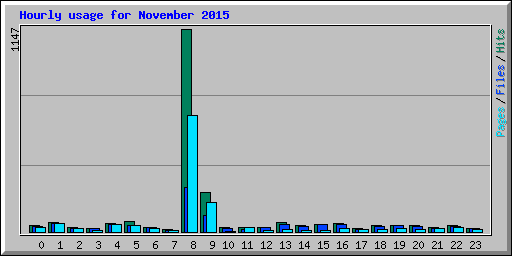 Hourly usage for November 2015
1147
Pages/Files/Hits
0 1 2 3 4 5 6 7 8 9 10 11 12 13 14 15 16 17 18 19 20 21 22 23